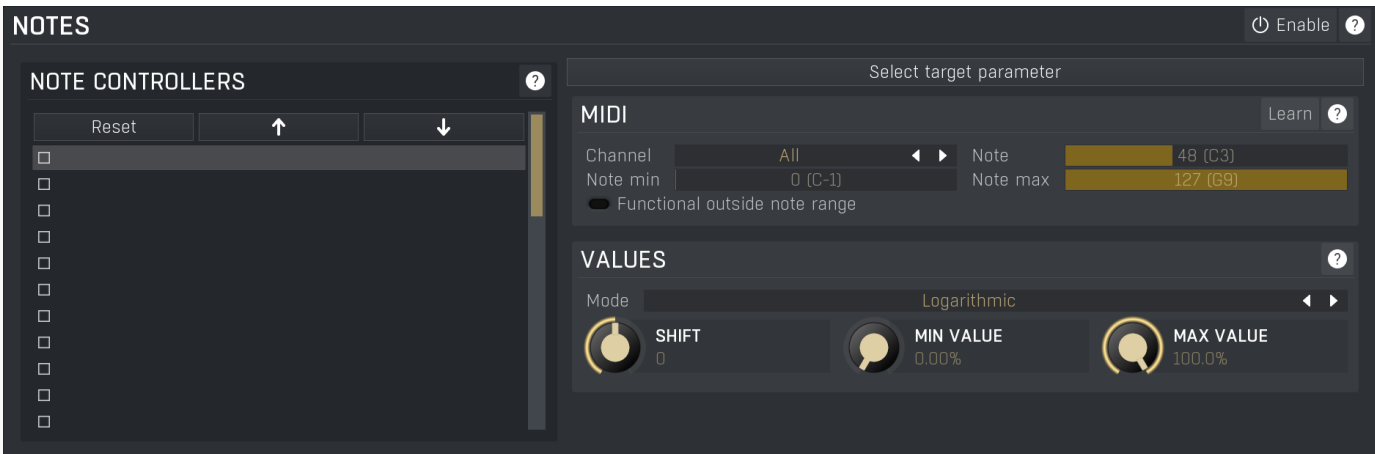 NOTES
Enable ?
NOTE CONTROLLERS ?
Reset
Select target parameter
MIDI
Learn ?
Channel All Note 48 (C3)
Note min 0 (C-1) Note max 127 (G9)
Functional outside note range
VALUES ?
Mode Logarithmic
SHIFT
0
MIN VALUE
0.00%
MAX VALUE
100.0%